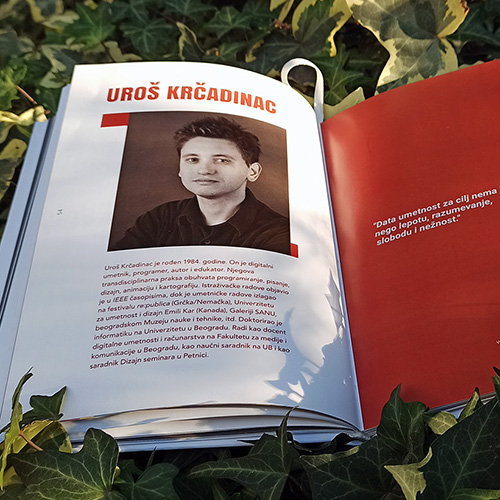 UROŠ KRČADINAC
Uroš Krčadinac je rođen 1984. godine. On je digitalni
umetnik, programer, autor i edukator. Njegova
transdisciplinarna praksa obuhvata programiranje, pisanje,
dizajn, animaciju i kartografiju. Istraživačke radove objavio
je u IEEE časopisima, dok je umetničke radove izlagao
na festivalu re:publica (Grčka/Nemačka), Univerzitetu
za umetnost i dizajn Emili Kar (Kanada), Galeriji SANU,
beogradskom Muzeju nauke i tehnike, itd. Doktorirao je
informatiku na Univerzitetu u Beogradu. Radi kao docent
digitalne umetnosti i računarstva na Fakultetu za medije i
komunikacije u Beogradu, kao naučni saradnik na UB i kao
saradnik Dizajn seminara u Petnici.
"Data umetnost za cilj nema
nego lepotu, razumevanje,
slobodu i nežnost."